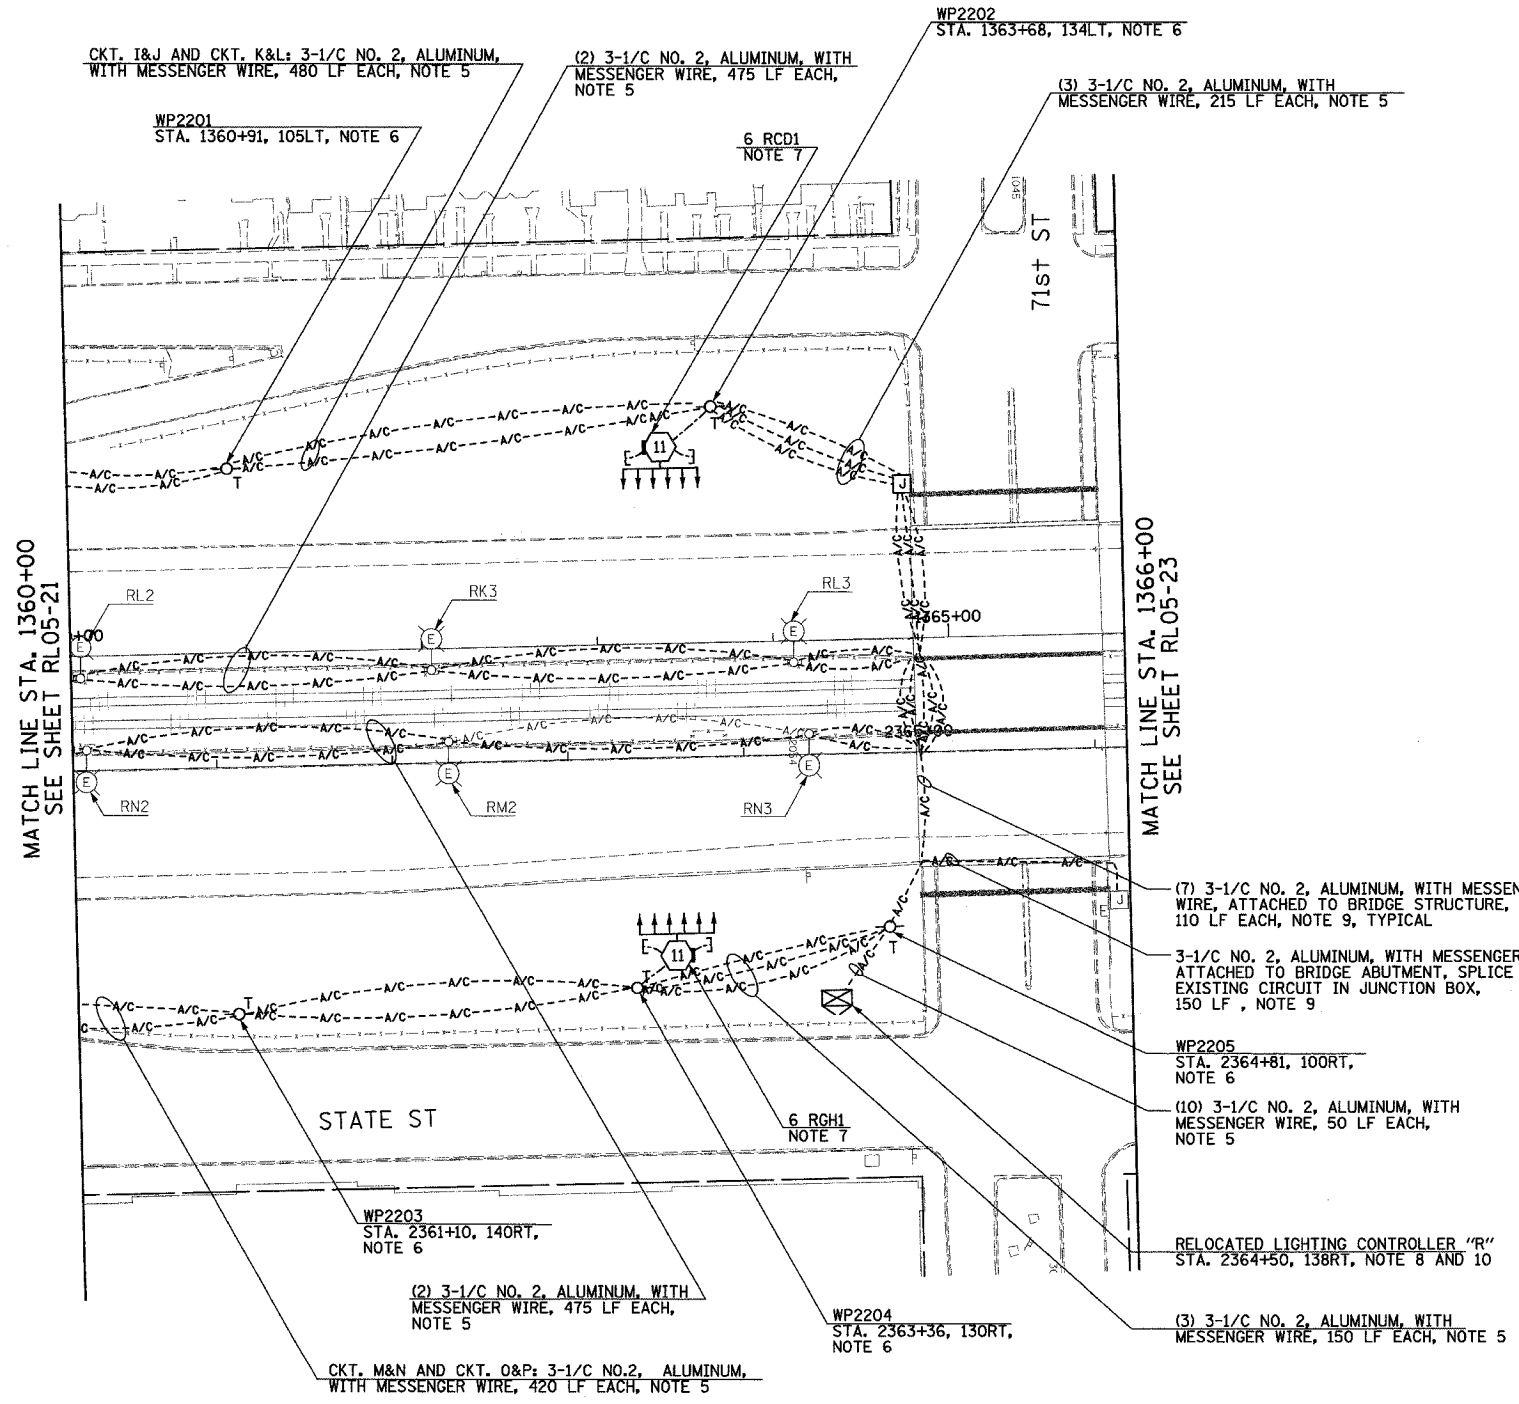 WP2202
STA. 1363+68, 134LT, NOTE 6
CKT. I&J AND CKT. K&L: 3-1/C NO. 2, ALUMINUM,
WITH MESSENGER WIRE, 480 LF EACH, NOTE 5
(2) 3-1/C NO. 2, ALUMINUM, WITH
MESSENGER WIRE, 475 LF EACH,
NOTE 5
(3) 3-1/C NO. 2, ALUMINUM, WITH
MESSENGER WIRE, 215 LF EACH, NOTE 5
WP2201
STA. 1360+91, 105LT, NOTE 6
6 RCD1
NOTE 7
1045
71st ST
11
T
T
J
MATCH LINE STA. 1360+00
SEE SHEET RL05-21
MATCH LINE STA. 1366+00
SEE SHEET RL05-23
RL2
RK3
RL3
E
E
E
+00
1365+00
A/C
2365+00
2064
E
E
E
RN2
RM2
RN3
(7) 3-1/C NO. 2, ALUMINUM, WITH MESSEN
WIRE, ATTACHED TO BRIDGE STRUCTURE,
110 LF EACH, NOTE 9, TYPICAL
J
E
11
T
T
T
3-1/C NO. 2, ALUMINUM, WITH MESSENGER
ATTACHED TO BRIDGE ABUTMENT, SPLICE
EXISTING CIRCUIT IN JUNCTION BOX,
150 LF , NOTE 9
WP2205
STA. 2364+81, 100RT,
NOTE 6
STATE ST
6 RGH1
NOTE 7
(10) 3-1/C NO. 2, ALUMINUM, WITH
MESSENGER WIRE, 50 LF EACH,
NOTE 5
WP2203
STA. 2361+10, 140RT,
NOTE 6
RELOCATED LIGHTING CONTROLLER "R"
STA. 2364+50, 138RT, NOTE 8 AND 10
(2) 3-1/C NO. 2, ALUMINUM, WITH
MESSENGER WIRE, 475 LF EACH,
NOTE 5
WP2204
STA. 2363+36, 130RT,
NOTE 6
(3) 3-1/C NO. 2, ALUMINUM, WITH
MESSENGER WIRE, 150 LF EACH, NOTE 5
CKT. M&N AND CKT. O&P: 3-1/C NO.2, ALUMINUM,
WITH MESSENGER WIRE, 420 LF EACH, NOTE 5